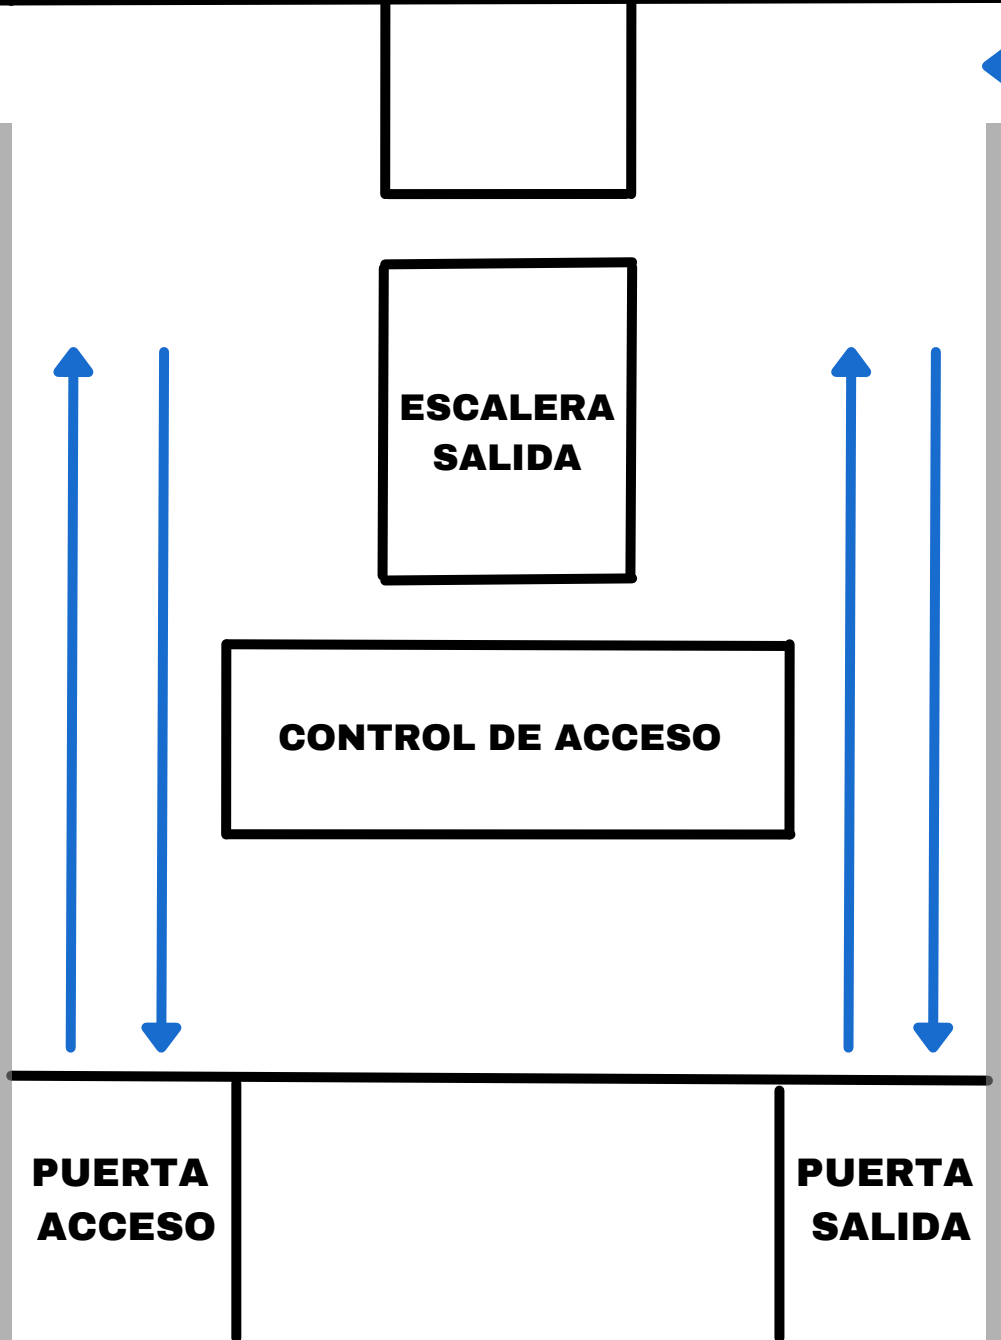 ESCALERA
SALIDA
CONTROL DE ACCESO
PUERTA
ACCESO
PUERTA
SALIDA